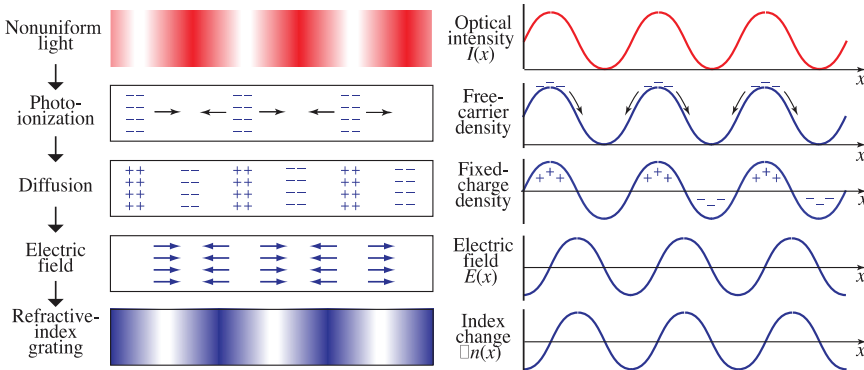 Nonuniform
light
Photo-
ionization
Diffusion
Electric
field
Refractive-
index
grating
Optical
intensity
I(x)
x
Free-
carrier
density
x
Fixed-
charge
density
x
Electric
field
E(x)
x
Index
change
□n(x)
x